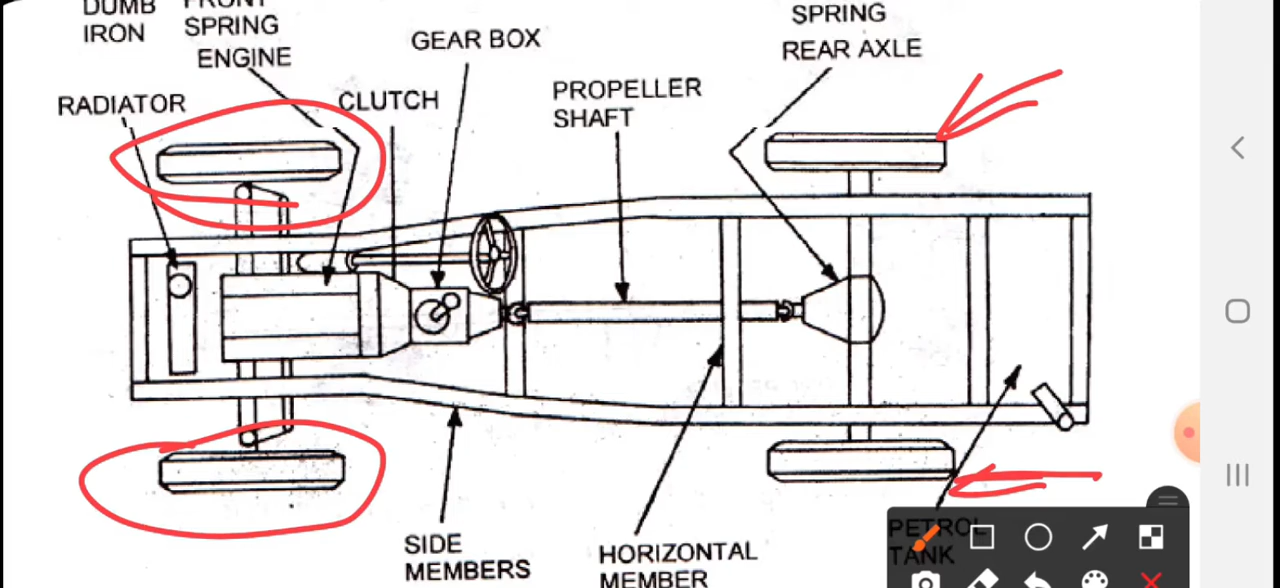 DUMB
IRON
FRONT
SPRING
ENGINE
RADIATOR
CLUTCH
GEAR BOX
PROPELLER
SHAFT
SPRING
REAR AXLE
SIDE
MEMBERS
HORIZONTAL
MEMBER
PETROL
TANK